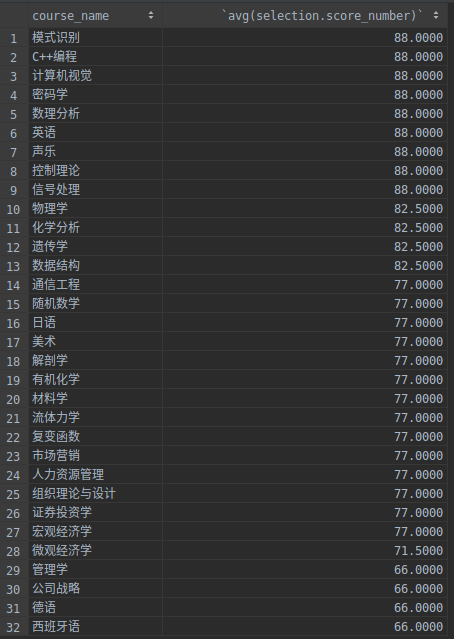 course_name `avg(selection.score_number)`
1 模式识别 88.0000
2 C++编程 88.0000
3 计算机视觉 88.0000
4 密码学 88.0000
5 数理分析 88.0000
6 英语 88.0000
7 声乐 88.0000
8 控制理论 88.0000
9 信号处理 88.0000
10 物理学 82.5000
11 化学分析 82.5000
12 遗传学 82.5000
13 数据结构 82.5000
14 通信工程 77.0000
15 随机数学 77.0000
16 日语 77.0000
17 美术 77.0000
18 解剖学 77.0000
19 有机化学 77.0000
20 材料学 77.0000
21 流体力学 77.0000
22 复变函数 77.0000
23 市场营销 77.0000
24 人力资源管理 77.0000
25 组织理论与设计 77.0000
26 证券投资学 77.0000
27 宏观经济学 77.0000
28 微观经济学 71.5000
29 管理学 66.0000
30 公司战略 66.0000
31 德语 66.0000
32 西班牙语 66.0000